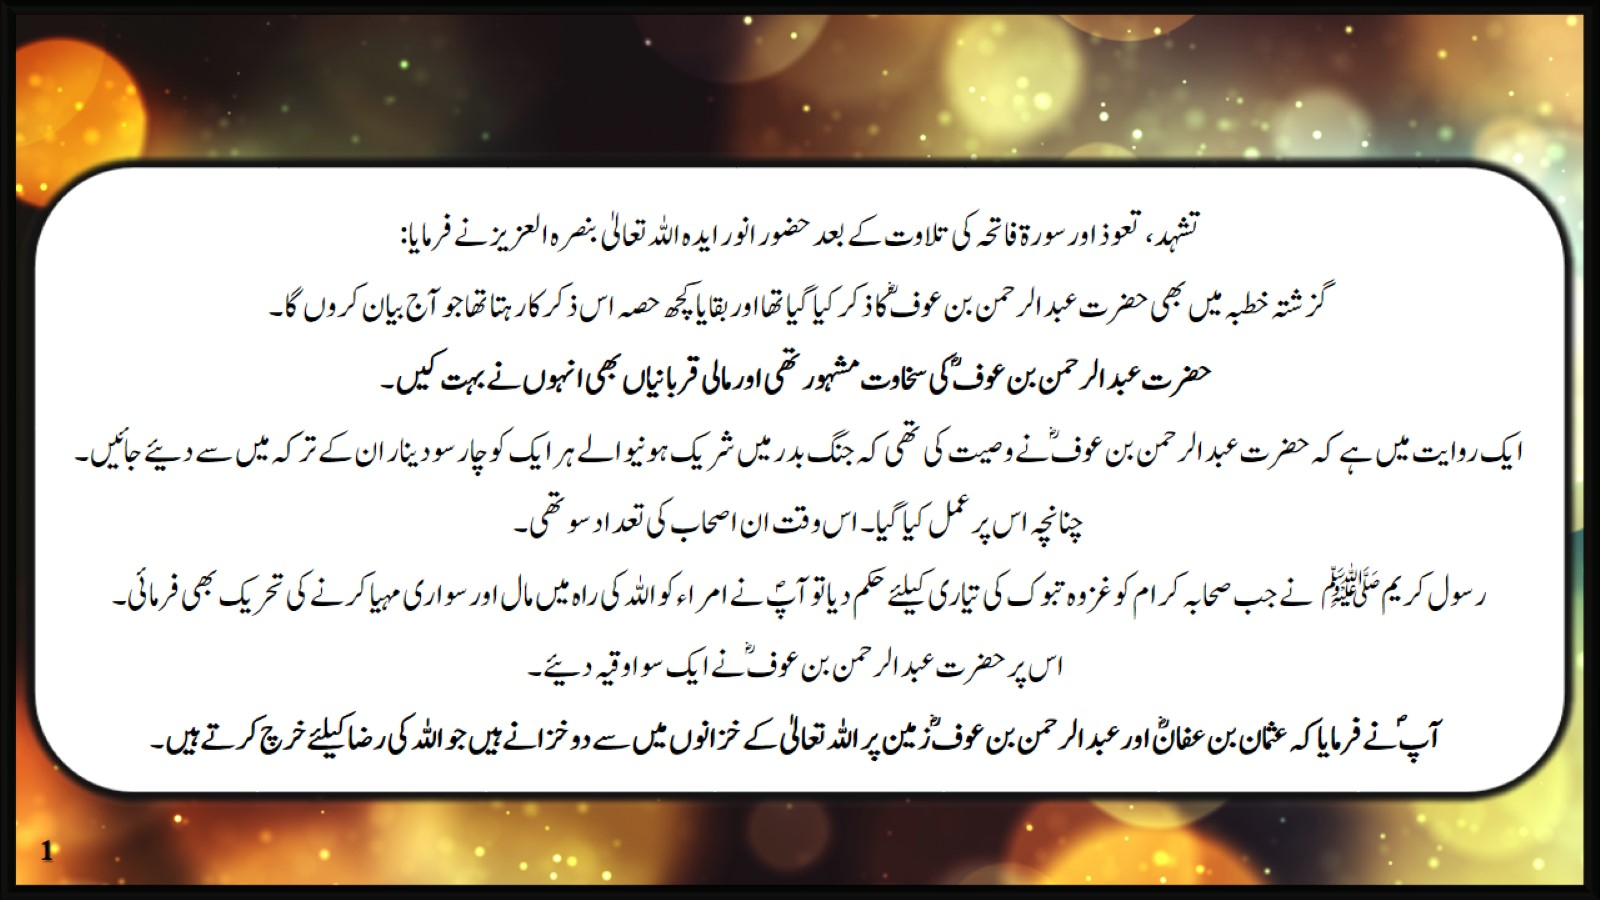 تشہد، تعوذ اور سورۃ فاتحہ کی تلاوت کے بعد حضور انور ایدہ اللہ تعالیٰ بنصرہ العزیز نے فرمایا:
گزشتہ خطبہ میں بھی حضرت عبد الرحمن بن عوفؓ کا ذکر کیا گیا تھا اور بقایا کچھ حصہ اس ذکر کا رہتا تھا جو آج بیان کروں گا۔
حضرت عبد الرحمن بن عوفؓ کی سخاوت مشہور تھی اور مالی قربانیاں بھی انہوں نے بہت کیں۔
ایک روایت میں ہے کہ حضرت عبد الرحمن بن عوفؓ نے وصیت کی تھی کہ جنگ بدر میں شریک ہونیوالے ہر ایک کو چار سو دینار ان کے ترکہ میں سے دیئے جائیں۔
چنانچہ اس پر عمل کیا گیا۔ اس وقت ان اصحاب کی تعداد سو تھی۔
رسول کریم ﷺ نے جب صحابہ کرام کو غزوہ تبوک کی تیاری کیلئے حکم دیا تو آپؐ نے امراء کو اللہ کی راہ میں مال اور سواری مہیا کرنے کی تحریک بھی فرمائی۔
اس پر حضرت عبد الرحمن بن عوفؓ نے ایک سو اوقیہ دیئے۔
آپؐ نے فرمایا کہ عثمان بن عفانؓ اور عبد الرحمن بن عوفؓ زمین پر اللہ تعالیٰ کے خزانوں میں سے دو خزانے ہیں جو اللہ کی رضا کیلئے خرچ کرتے ہیں۔
1